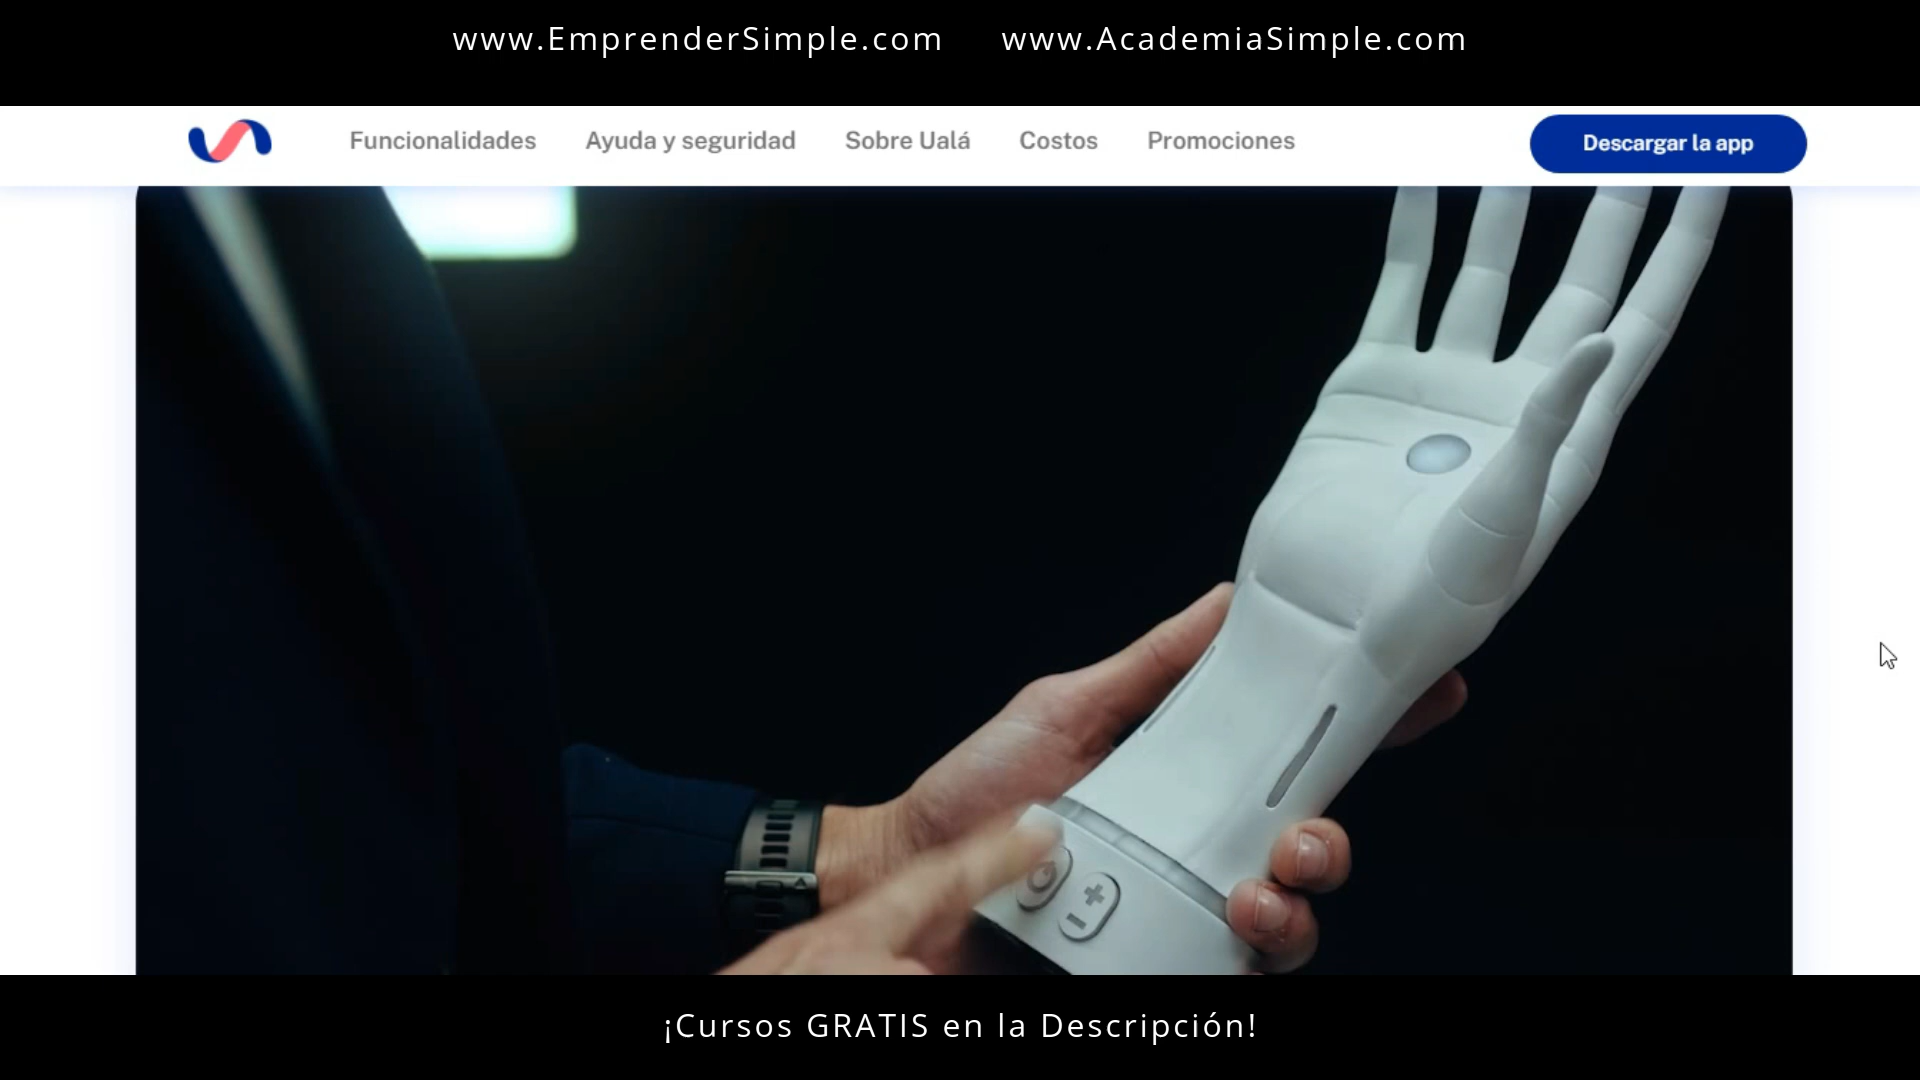 www.EmprenderSimple.com www.AcademiaSimple.com
Funcionalidades Ayuda y seguridad Sobre Ualá Costos Promociones Descargar la app
¡Cursos GRATIS en la Descripción!